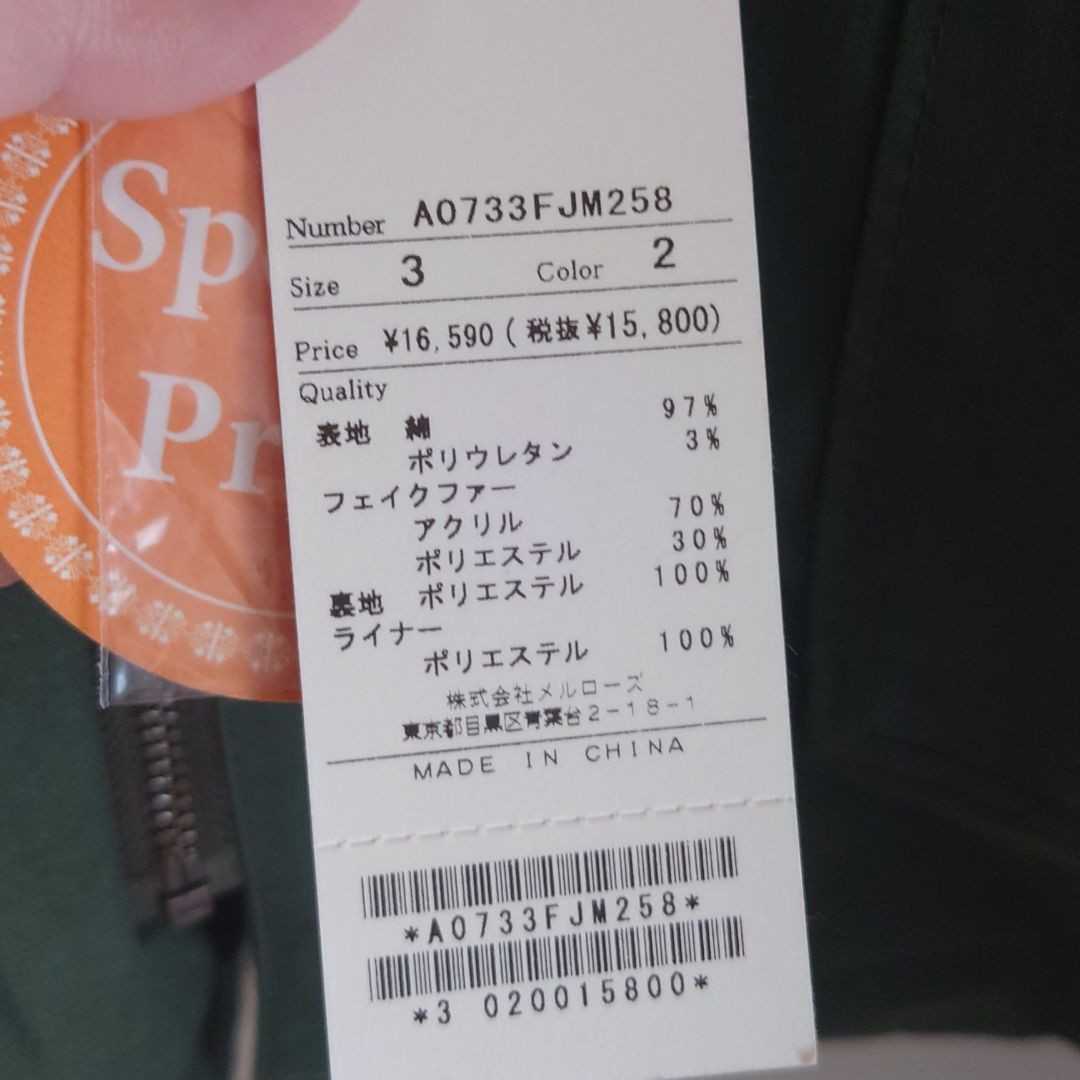 Sp
Pr
Number A0733FJM258
Size 3 Color 2
Price ¥16,590 (税抜¥15,800)
Quality
表地 綿 97%
ポリウレタン 3%
フェイクファー
アクリル 70%
ポリエステル 30%
裏地 ポリエステル 100%
ライナー
ポリエステル 100%
株式会社メルローズ
東京都目黒区青葉台2-18-1
MADE IN CHINA
*A0733FJM258*
*3 020015800*